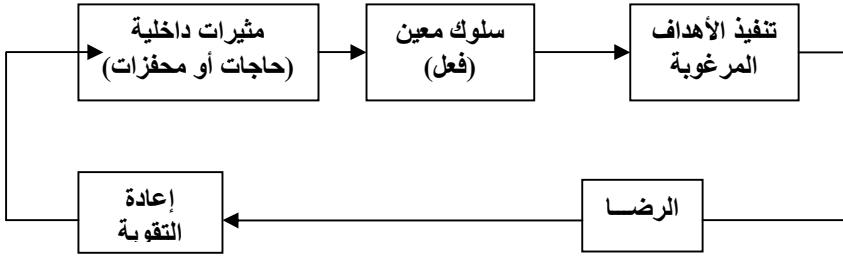 مثيرات داخلية
(حاجات أو محفزات)
سلوك معين
(فعل)
تنفيذ الأهداف
المرغوبة
الرضـــا
إعادة
التقوية